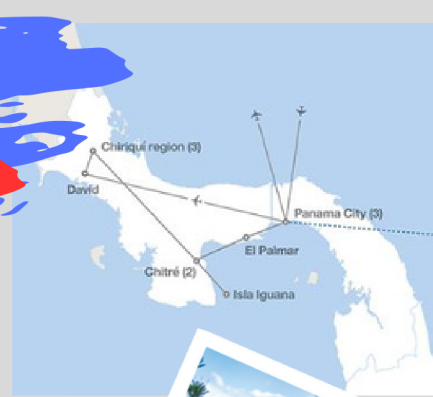 Chiriquí region (3)
David
Panama City (3)
El Palmar
Chitré (2)
Isla Iguana